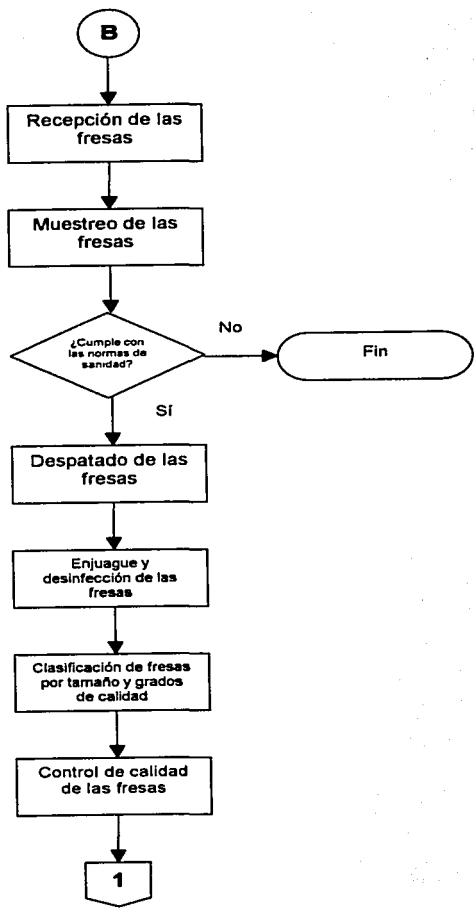 B
Recepción de las
fresas
Muestreo de las
fresas
¿Cumple con
las normas de
sanidad?
No
Fin
Sí
Despatado de las
fresas
Enjuague y
desinfección de las
fresas
Clasificación de fresas
por tamaño y grados
de calidad
Control de calidad
de las fresas
1